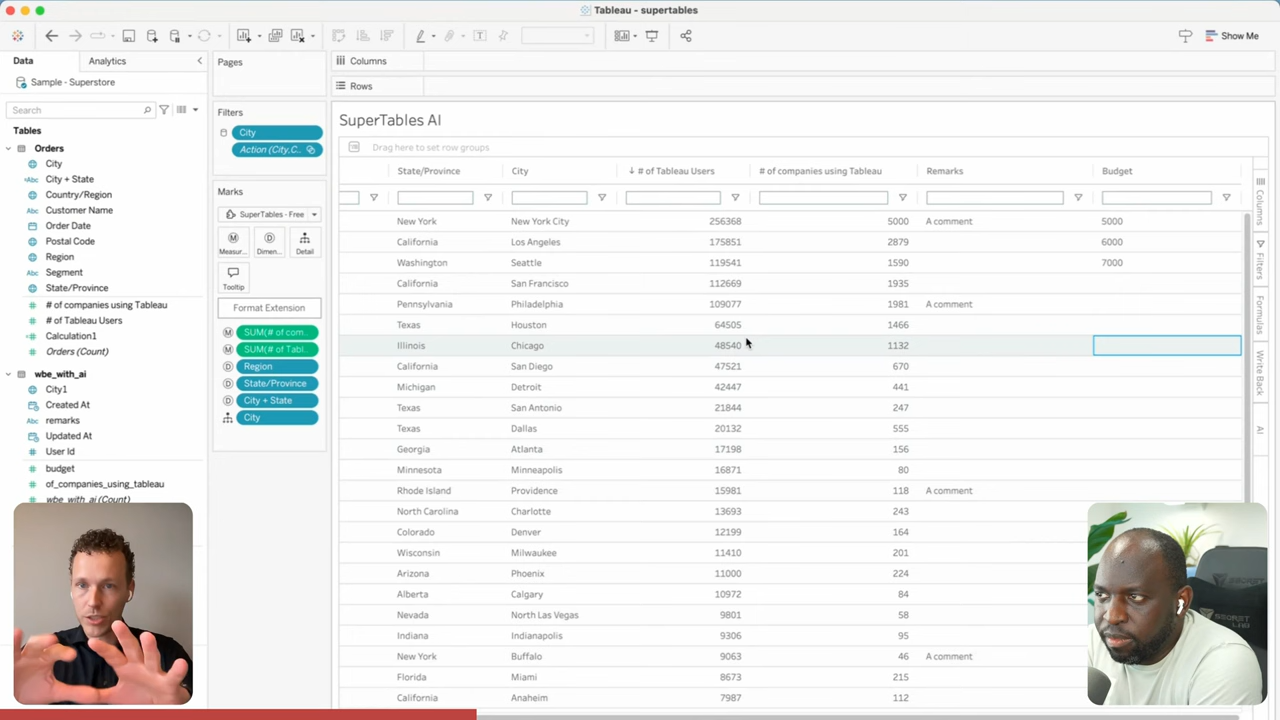 Tableau - supertables
Show Me
Data
Analytics
Sample - Superstore
Search
Tables
Orders
City
City + State
Country/Region
Customer Name
Order Date
Postal Code
Region
Segment
State/Province
# of companies using Tableau
# of Tableau Users
Calculation1
Orders (Count)
wbe_with_ai
City1
Created At
remarks
Updated At
User Id
budget
of_companies_using_tableau
wbe_with_ai (Count)
Pages
Filters
City
Action (City,C..
Marks
SuperTables - Free
Measur...
Dimen...
Detail
Tooltip
Format Extension
SUM(# of com..
SUM(# of Tabl..
Region
State/Province
City + State
City
Columns
Rows
SuperTables AI
Drag here to set row groups
State/Province City # of Tableau Users # of companies using Tableau Remarks Budget
New York New York City 256368 5000 A comment 5000
California Los Angeles 175851 2879 6000
Washington Seattle 119541 1590 7000
California San Francisco 112669 1935
Pennsylvania Philadelphia 109077 1981 A comment
Texas Houston 64505 1466
Illinois Chicago 48540 1132
California San Diego 47521 670
Michigan Detroit 42447 441
Texas San Antonio 21844 247
Texas Dallas 20132 555
Georgia Atlanta 17198 156
Minnesota Minneapolis 16871 80
Rhode Island Providence 15981 118 A comment
North Carolina Charlotte 13693 243
Colorado Denver 12199 164
Wisconsin Milwaukee 11410 201
Arizona Phoenix 11000 224
Alberta Calgary 10972 84
Nevada North Las Vegas 9801 58
Indiana Indianapolis 9306 95
New York Buffalo 9063 46 A comment
Florida Miami 8673 215
California Anaheim 7987 112
Columns
Filters
Formulas
Write Back
AI